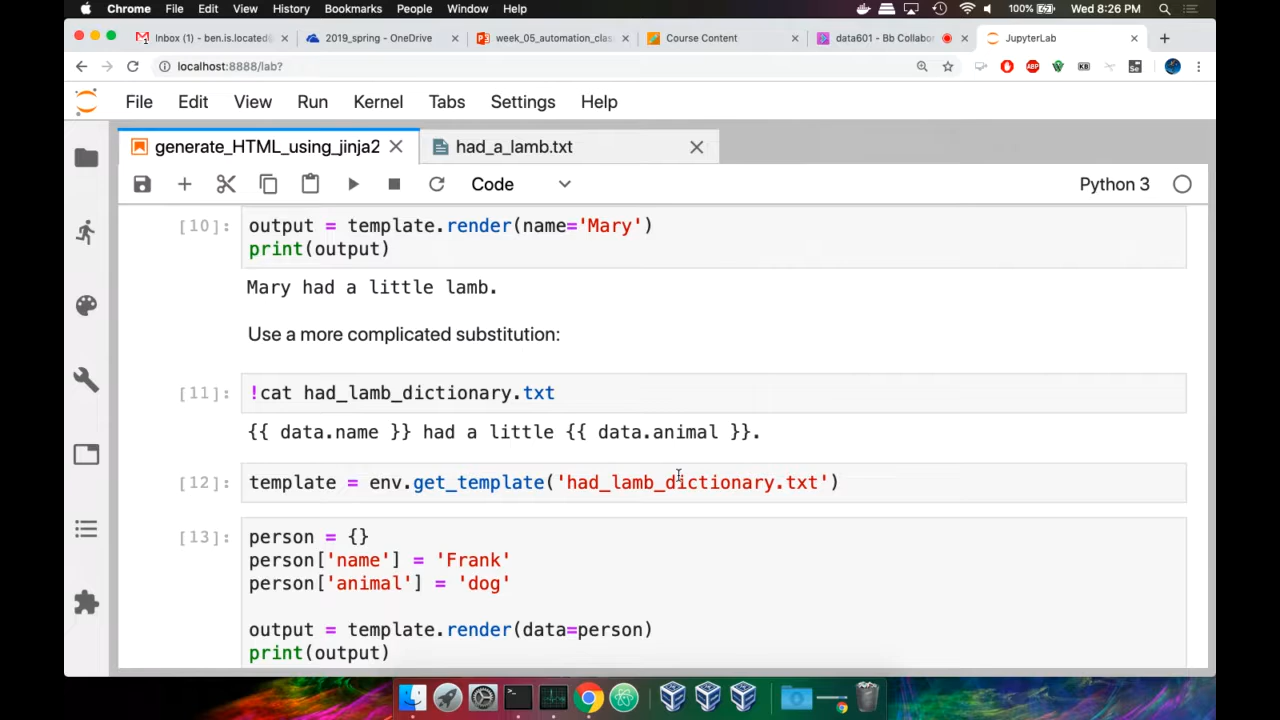 Chrome File Edit View History Bookmarks People Window Help 100% Wed 8:26 PM
Inbox (1) - ben.is.located@ 2019_spring - OneDrive week_05_automation_clas Course Content data601 - Bb Collabo JupyterLab
localhost:8888/lab?
File Edit View Run Kernel Tabs Settings Help
generate_HTML_using_jinja2 had_a_lamb.txt
Code Python 3
[10]: output = template.render(name='Mary')
print(output)
Mary had a little lamb.
Use a more complicated substitution:
[11]: !cat had_lamb_dictionary.txt
{{ data.name }} had a little {{ data.animal }}.
[12]: template = env.get_template('had_lamb_dictionary.txt')
[13]: person = {}
person['name'] = 'Frank'
person['animal'] = 'dog'
output = template.render(data=person)
print(output)